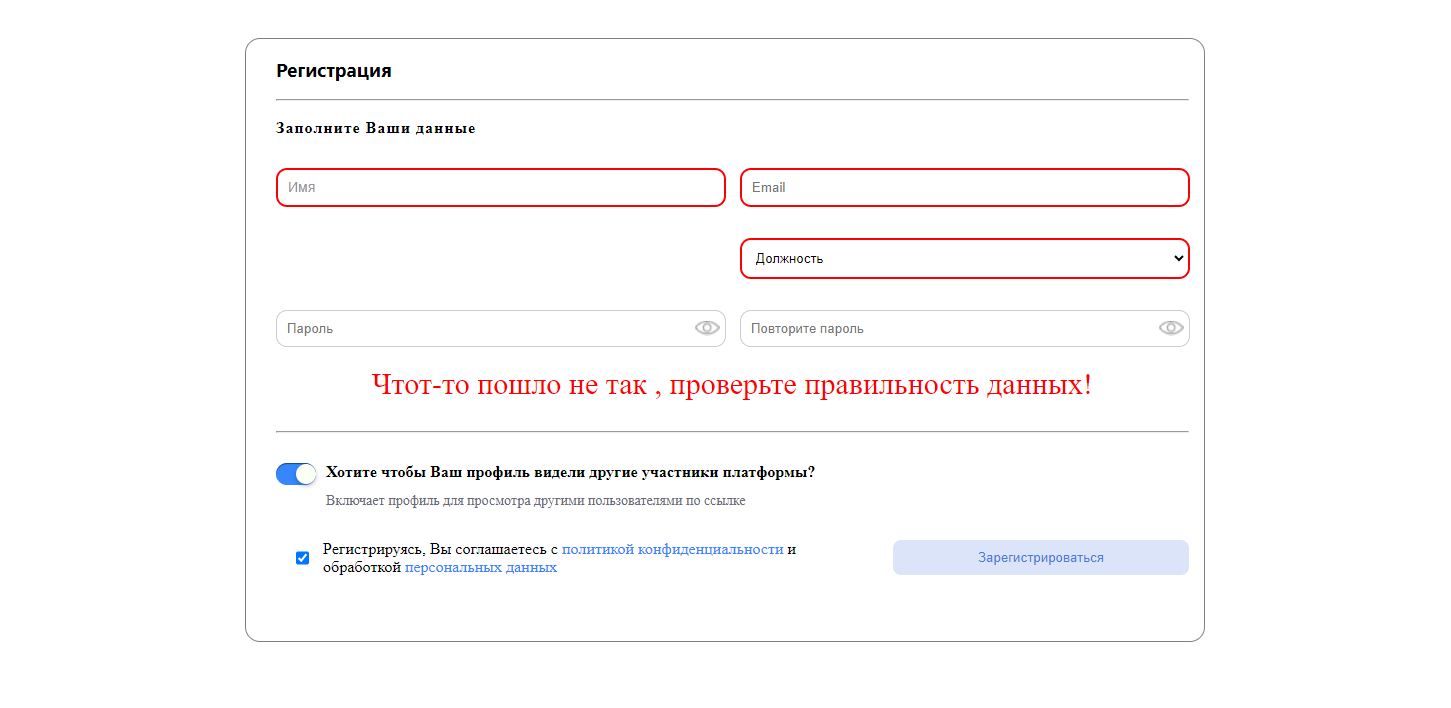 Регистрация
Заполните Ваши данные
Имя
Email
Должность
Пароль
Повторите пароль
Чтот-то пошло не так , проверьте правильность данных!
Хотите чтобы Ваш профиль видели другие участники платформы?
Включает профиль для просмотра другими пользователями по ссылке
Регистрируясь, Вы соглашаетесь с политикой конфиденциальности и
обработкой персональных данных
Зарегистрироваться